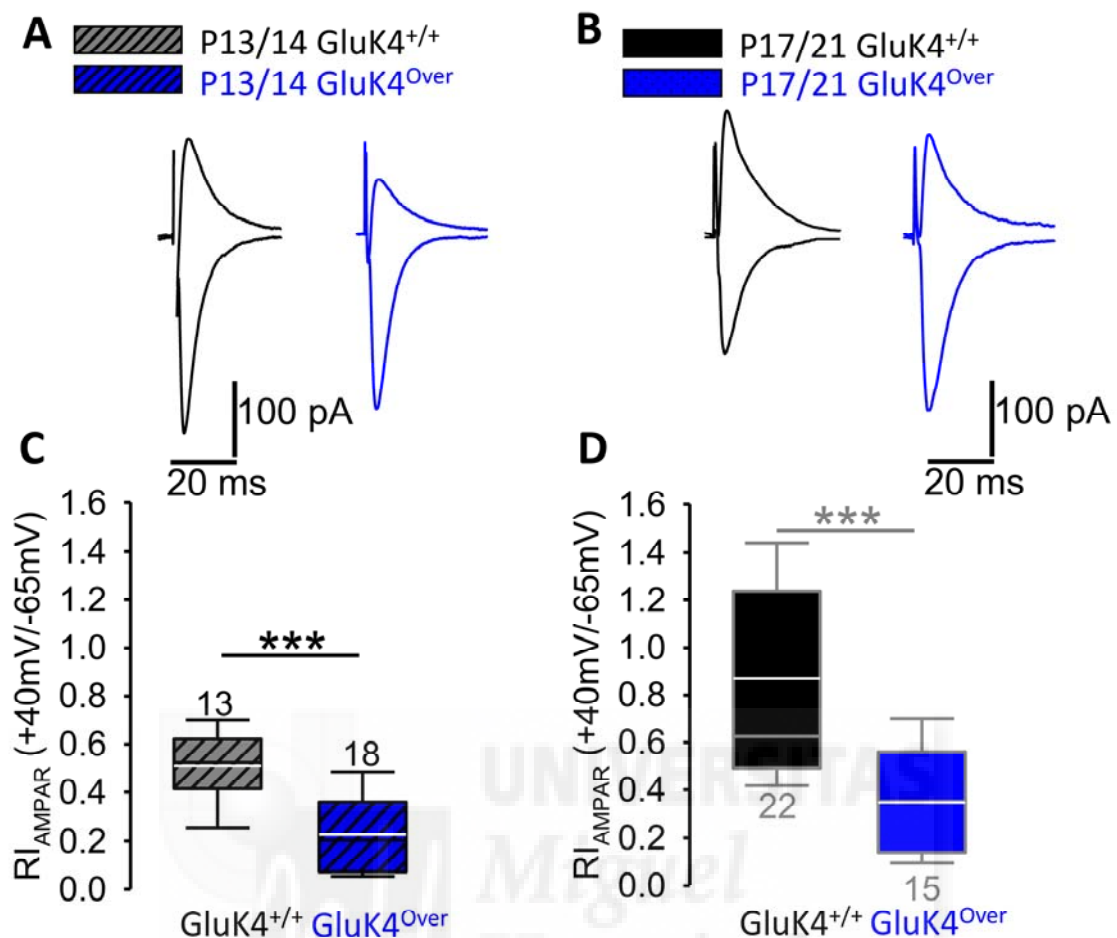 A
P13/14 GluK4+/+
P13/14 GluK4Over
B
P17/21 GluK4+/+
P17/21 GluK4Over
100 pA
20 ms
100 pA
20 ms
C
RIAMPAR (+40mV/-65mV)
1.6
1.4
1.2
1.0
0.8
0.6
0.4
0.2
0.0
***
13
18
GluK4+/+ GluK4Over
D
RIAMPAR (+40mV/-65mV)
1.6
1.4
1.2
1.0
0.8
0.6
0.4
0.2
0.0
***
22
15
GluK4+/+ GluK4Over
UNIVERSITAS
Miguel